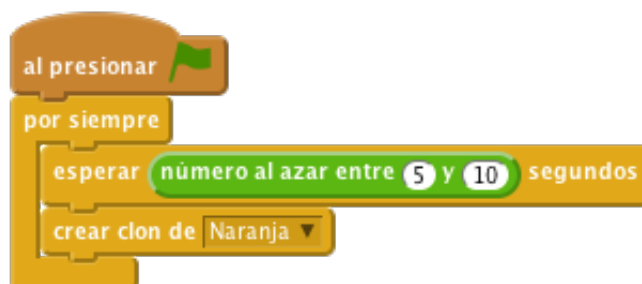 al presionar
por siempre
esperar número al azar entre 5 y 10 segundos
crear clon de Naranja